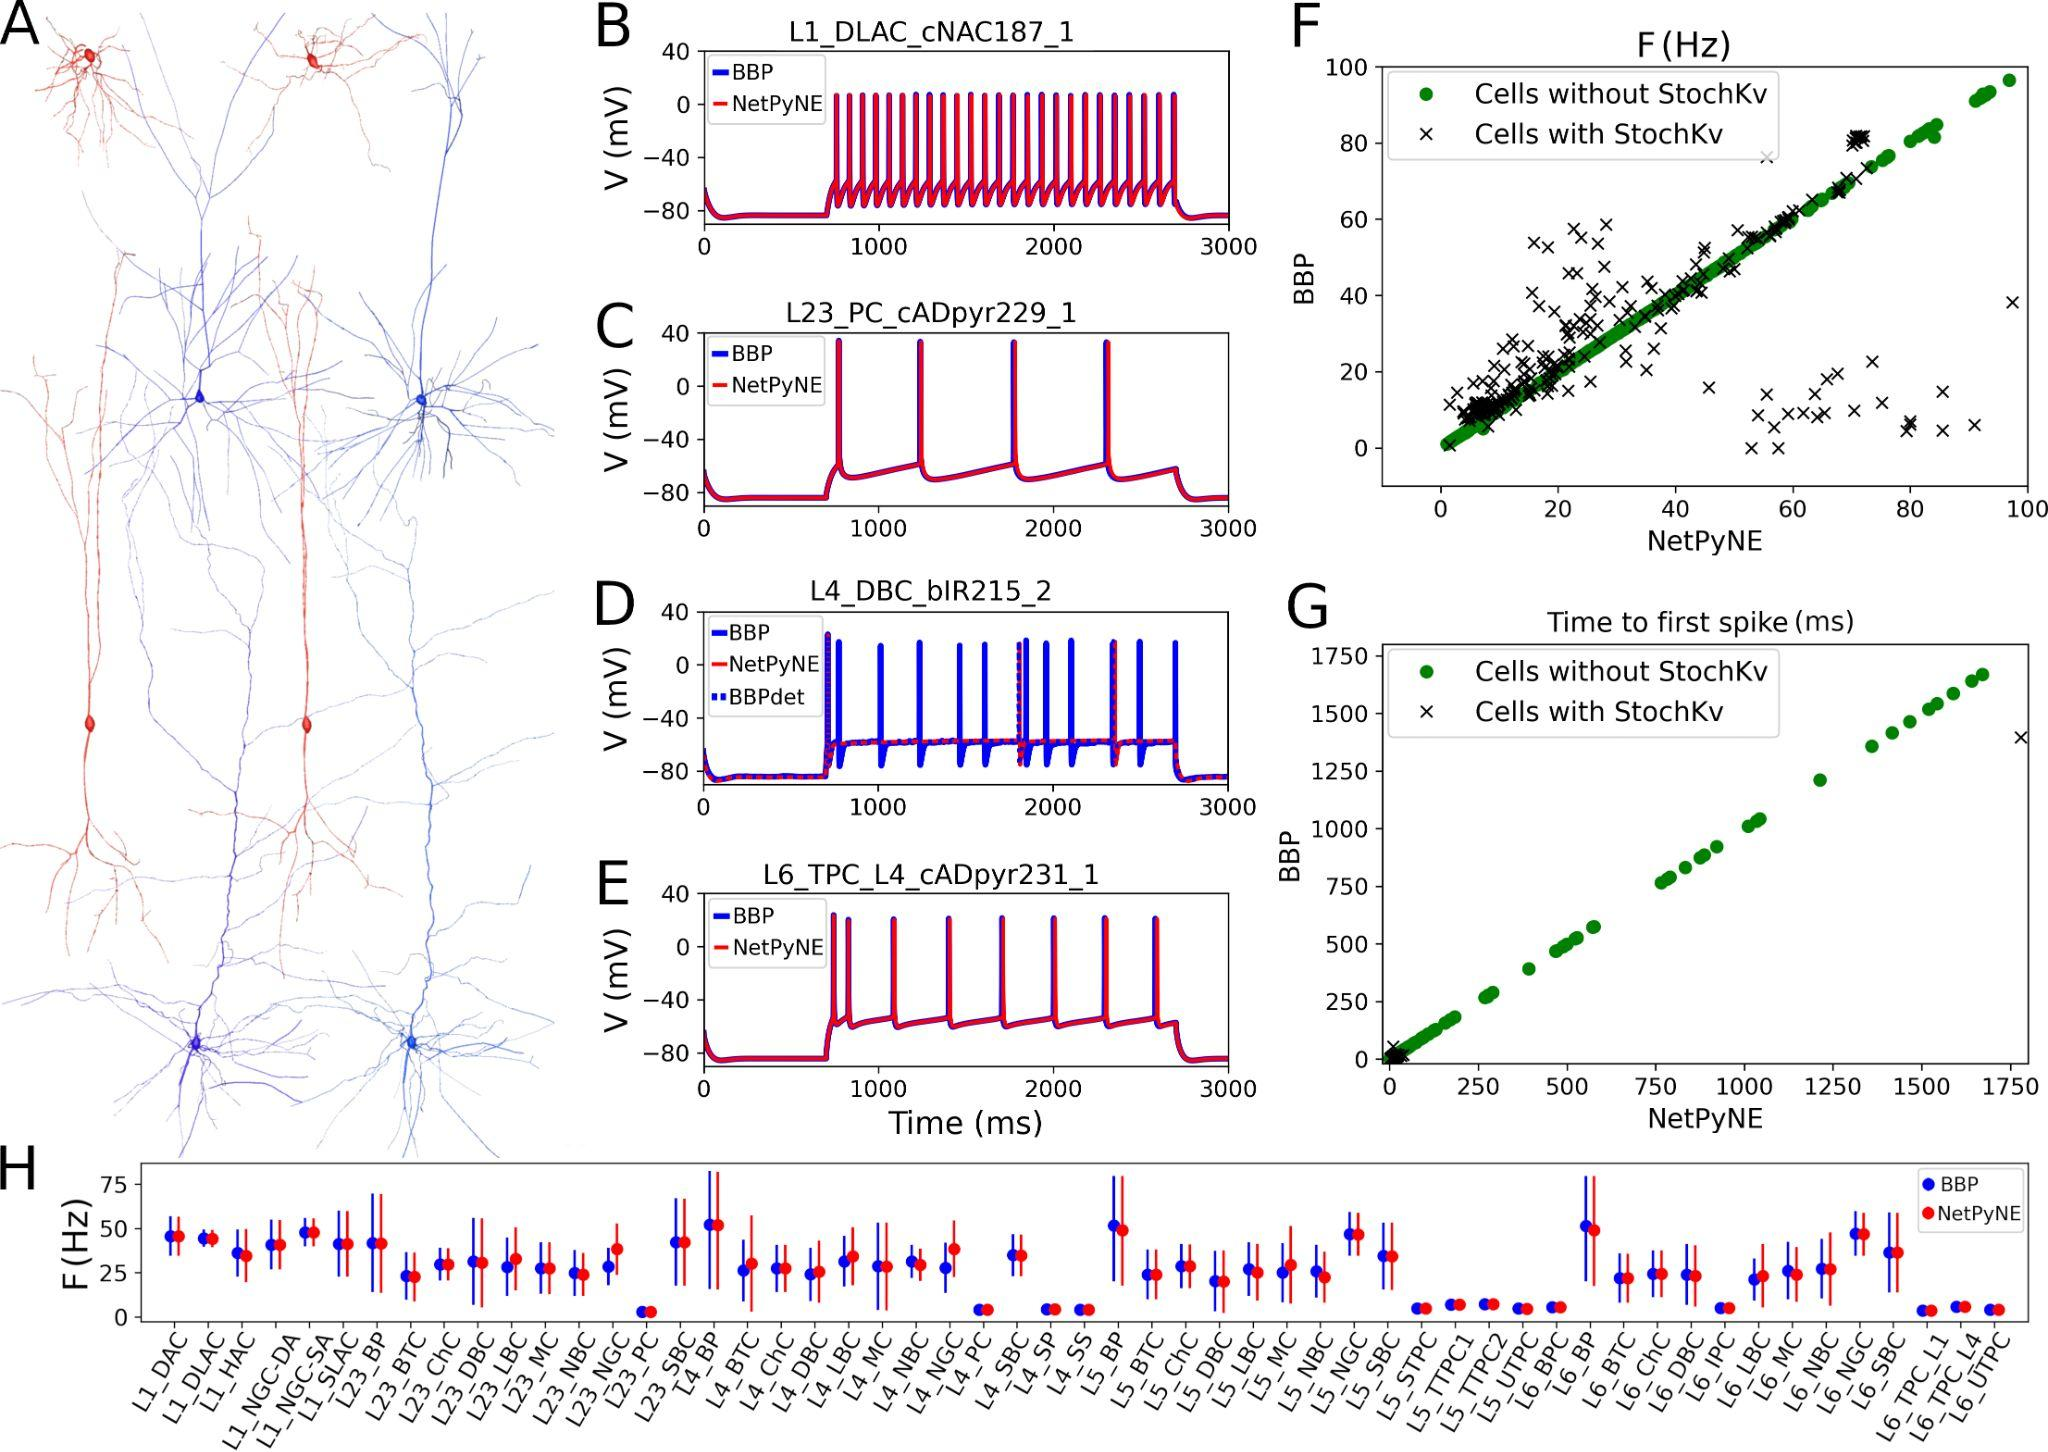 A
B
L1_DLAC_cNAC187_1
BBP
NetPyNE
V (mV)
40
0
−40
−80
0
1000
2000
3000
C
L23_PC_cADpyr229_1
BBP
NetPyNE
V (mV)
40
0
−40
−80
0
1000
2000
3000
D
L4_DBC_bIR215_2
BBP
NetPyNE
BBPdet
V (mV)
40
0
−40
−80
0
1000
2000
3000
E
L6_TPC_L4_cADpyr231_1
BBP
NetPyNE
V (mV)
40
0
−40
−80
0
1000
2000
3000
Time (ms)
F
F (Hz)
Cells without StochKv
Cells with StochKv
BBP
100
80
60
40
20
0
0
20
40
60
80
100
NetPyNE
G
Time to first spike (ms)
Cells without StochKv
Cells with StochKv
BBP
1750
1500
1250
1000
750
500
250
0
0
250
500
750
1000
1250
1500
1750
NetPyNE
H
BBP
NetPyNE
F (Hz)
75
50
25
0
L1_DAC
L1_DLAC
L1_HAC
L1_NGC-DA
L1_NGC-SA
L1_SLAC
L23_BP
L23_BTC
L23_ChC
L23_DBC
L23_LBC
L23_MC
L23_NBC
L23_NGC
L23_PC
L23_SBC
L4_BP
L4_BTC
L4_ChC
L4_DBC
L4_LBC
L4_MC
L4_NBC
L4_NGC
L4_PC
L4_SBC
L4_SP
L4_SS
L5_BP
L5_BTC
L5_ChC
L5_DBC
L5_LBC
L5_MC
L5_NBC
L5_NGC
L5_SBC
L5_STPC
L5_TTPC1
L5_TTPC2
L5_UTPC
L6_BPC
L6_BP
L6_BTC
L6_ChC
L6_DBC
L6_IPC
L6_LBC
L6_MC
L6_NBC
L6_NGC
L6_SBC
L6_TPC_L1
L6_TPC_L4
L6_UTPC